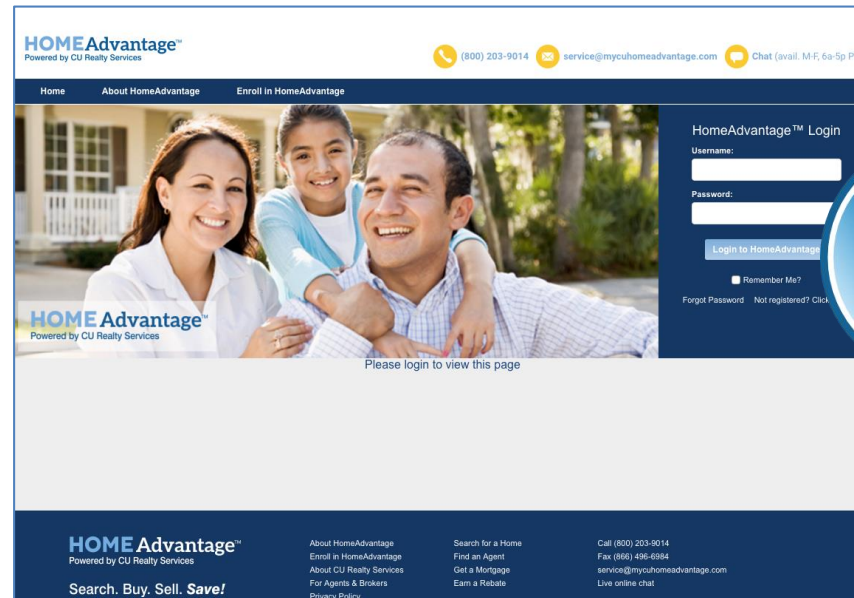 HOMEAdvantage™
Powered by CU Realty Services
(800) 203-9014 service@mycuhomeadvantage.com Chat (avail. M-F, 6a-5p P
Home About HomeAdvantage Enroll in HomeAdvantage
HomeAdvantage™ Login
Username:
Password:
Login to HomeAdvantage
Remember Me?
Forgot Password Not registered? Click
HOMEAdvantage™
Powered by CU Realty Services
Please login to view this page
HOMEAdvantage™
Powered by CU Realty Services
Search. Buy. Sell. Save!
About HomeAdvantage
Enroll in HomeAdvantage
About CU Realty Services
For Agents & Brokers
Privacy Policy
Search for a Home
Find an Agent
Get a Mortgage
Earn a Rebate
Call (800) 203-9014
Fax (866) 496-6984
service@mycuhomeadvantage.com
Live online chat